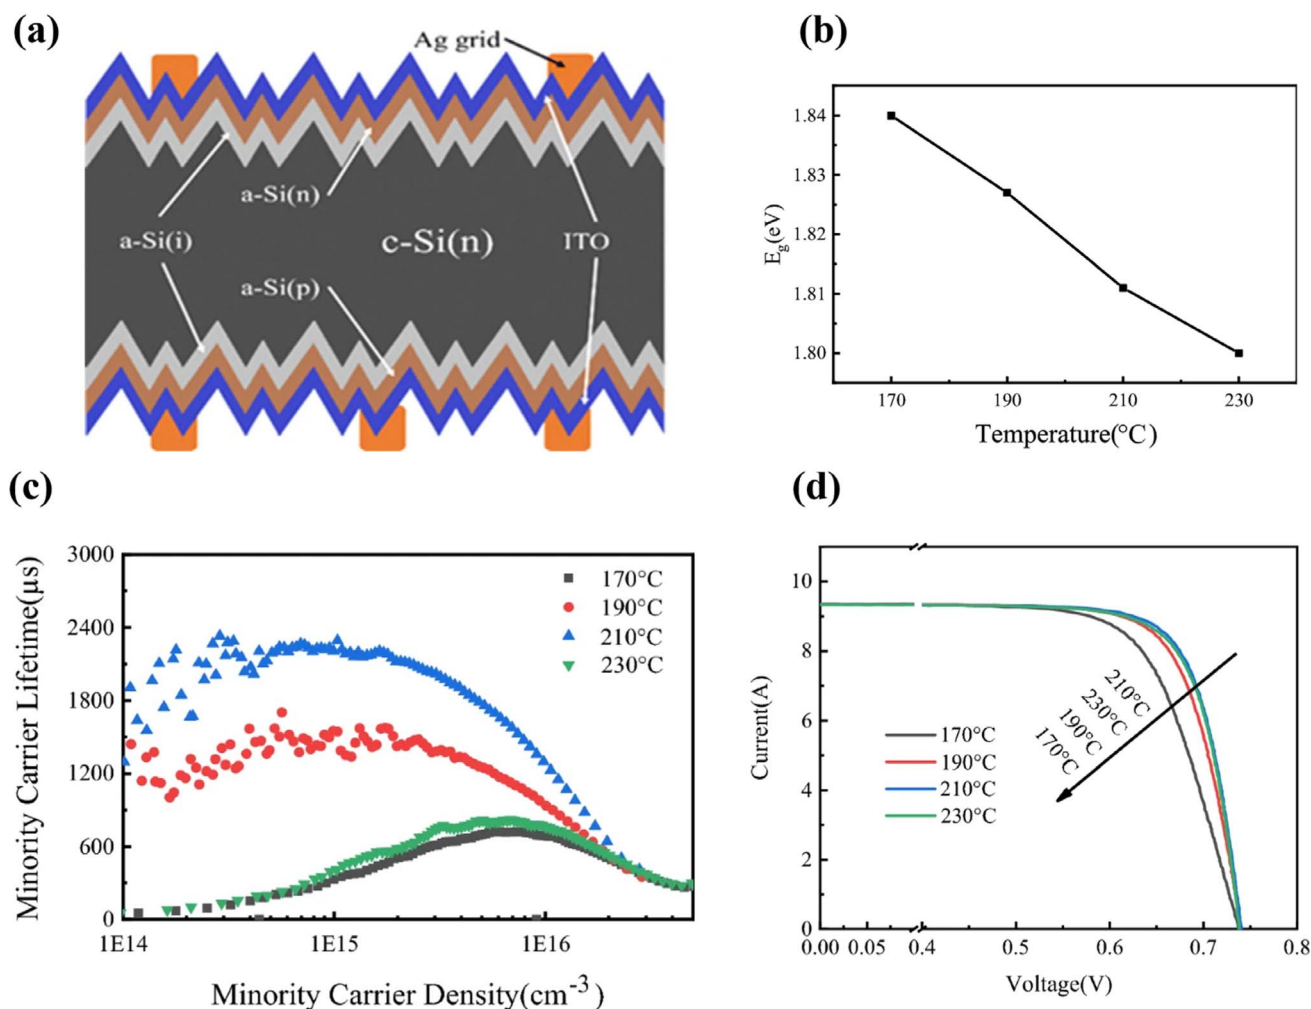 (a)
Ag grid
a-Si(n)
a-Si(i)
c-Si(n)
ITO
a-Si(p)
(b)
E_g(eV)
1.84
1.83
1.82
1.81
1.80
170 190 210 230
Temperature(°C)
(c)
Minority Carrier Lifetime(µs)
3000
2400
1800
1200
600
0
170°C
190°C
210°C
230°C
1E14 1E15 1E16
Minority Carrier Density(cm⁻³)
(d)
Current(A)
10
8
6
4
2
0
210°C
230°C
190°C
170°C
170°C
190°C
210°C
230°C
0.00 0.05 0.4 0.5 0.6 0.7 0.8
Voltage(V)